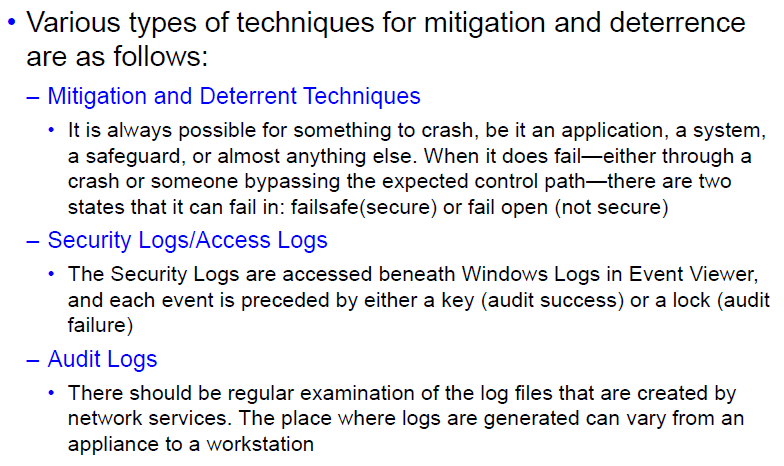 • Various types of techniques for mitigation and deterrence
are as follows:
– Mitigation and Deterrent Techniques
• It is always possible for something to crash, be it an application, a system,
a safeguard, or almost anything else. When it does fail—either through a
crash or someone bypassing the expected control path—there are two
states that it can fail in: failsafe(secure) or fail open (not secure)
– Security Logs/Access Logs
• The Security Logs are accessed beneath Windows Logs in Event Viewer,
and each event is preceded by either a key (audit success) or a lock (audit
failure)
– Audit Logs
• There should be regular examination of the log files that are created by
network services. The place where logs are generated can vary from an
appliance to a workstation